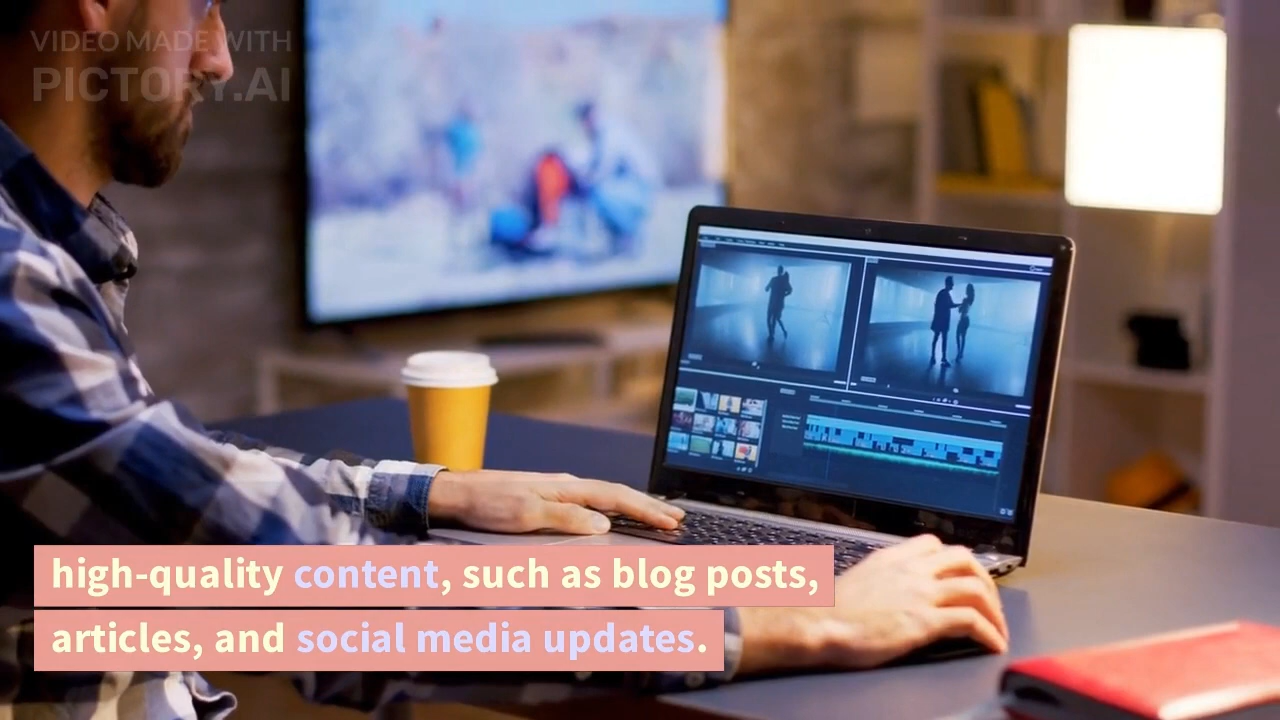 VIDEO MADE WITH
PICTORY.AI
high-quality content, such as blog posts,
articles, and social media updates.